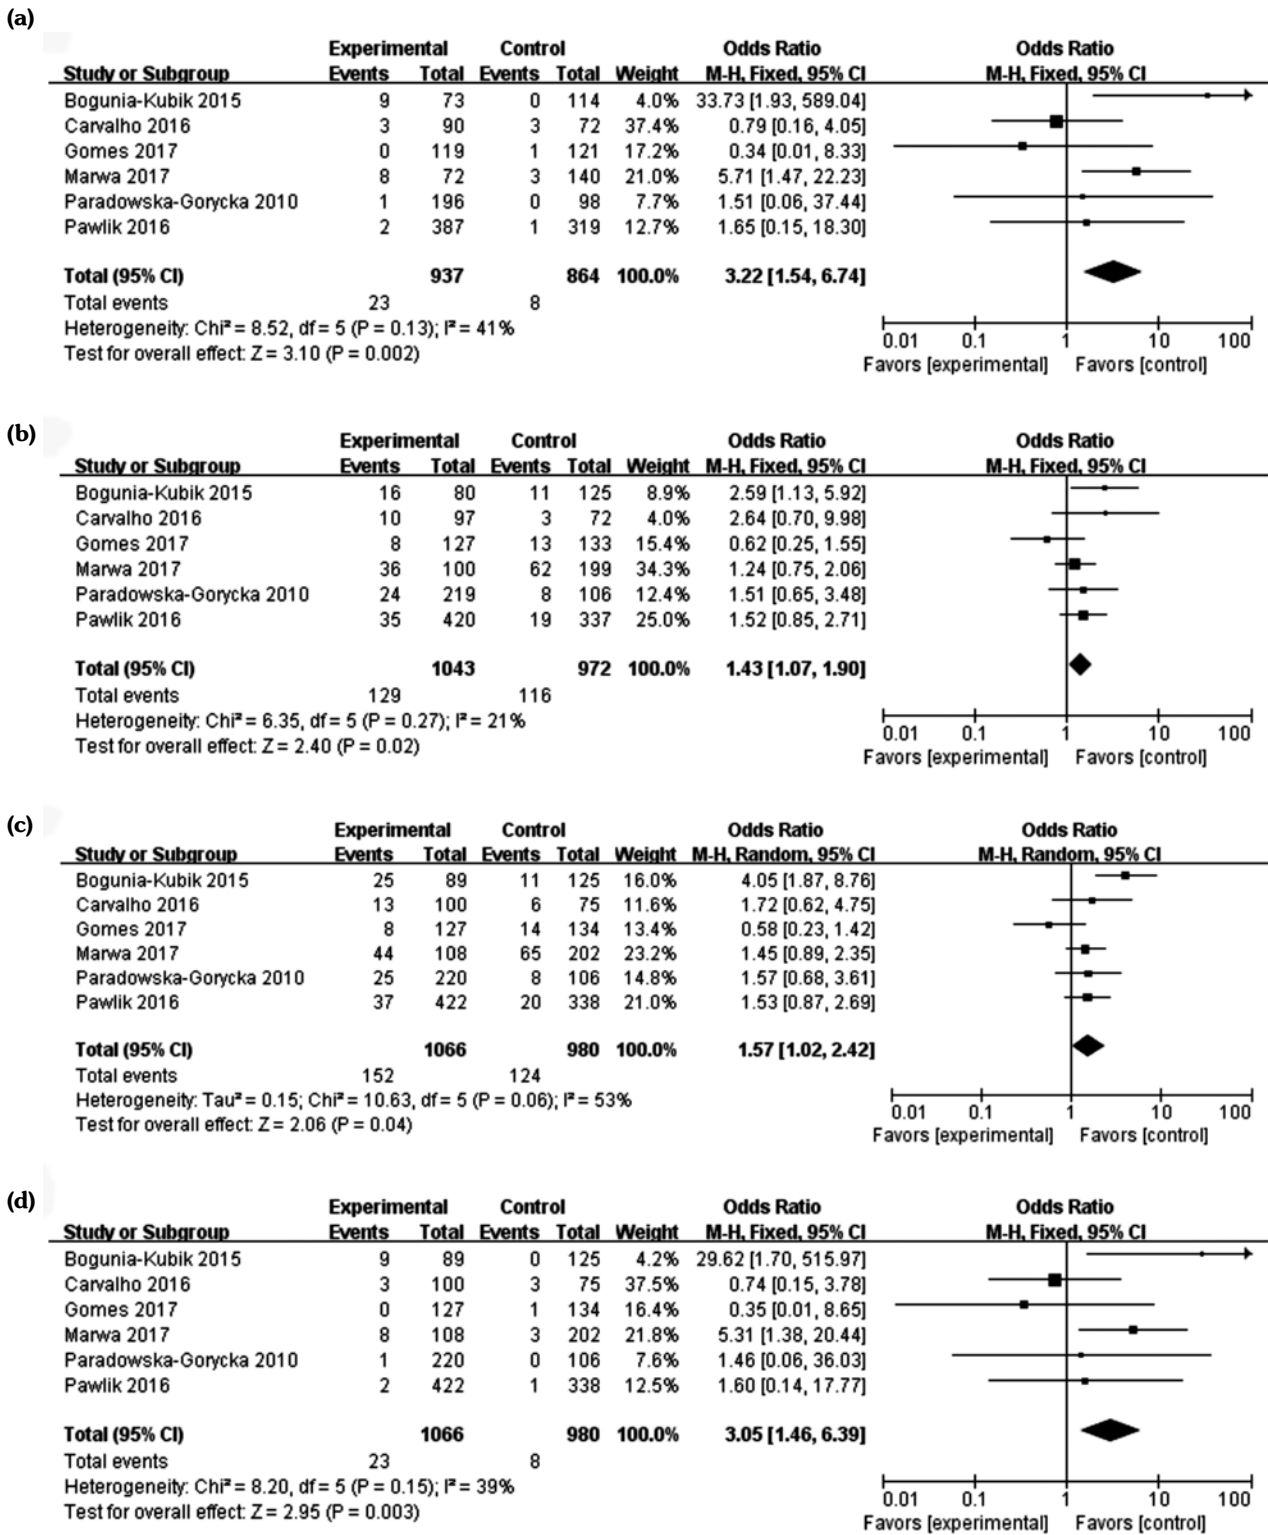 (a)
Experimental Control Odds Ratio Odds Ratio
Study or Subgroup Events Total Events Total Weight M-H, Fixed, 95% CI M-H, Fixed, 95% CI
Bogunia-Kubik 2015 9 73 0 114 4.0% 33.73 [1.93, 589.04]
Carvalho 2016 3 90 3 72 37.4% 0.79 [0.16, 4.05]
Gomes 2017 0 119 1 121 17.2% 0.34 [0.01, 8.33]
Marwa 2017 8 72 3 140 21.0% 5.71 [1.47, 22.23]
Paradowska-Gorycka 2010 1 196 0 98 7.7% 1.51 [0.06, 37.44]
Pawlik 2016 2 387 1 319 12.7% 1.65 [0.15, 18.30]
Total (95% CI) 937 864 100.0% 3.22 [1.54, 6.74]
Total events 23 8
Heterogeneity: Chi² = 8.52, df = 5 (P = 0.13); I² = 41%
Test for overall effect: Z = 3.10 (P = 0.002)
0.01 0.1 1 10 100
Favors [experimental] Favors [control]
(b)
Experimental Control Odds Ratio Odds Ratio
Study or Subgroup Events Total Events Total Weight M-H, Fixed, 95% CI M-H, Fixed, 95% CI
Bogunia-Kubik 2015 16 80 11 125 8.9% 2.59 [1.13, 5.92]
Carvalho 2016 10 97 3 72 4.0% 2.64 [0.70, 9.98]
Gomes 2017 8 127 13 133 15.4% 0.62 [0.25, 1.55]
Marwa 2017 36 100 62 199 34.3% 1.24 [0.75, 2.06]
Paradowska-Gorycka 2010 24 219 8 106 12.4% 1.51 [0.65, 3.48]
Pawlik 2016 35 420 19 337 25.0% 1.52 [0.85, 2.71]
Total (95% CI) 1043 972 100.0% 1.43 [1.07, 1.90]
Total events 129 116
Heterogeneity: Chi² = 6.35, df = 5 (P = 0.27); I² = 21%
Test for overall effect: Z = 2.40 (P = 0.02)
0.01 0.1 1 10 100
Favors [experimental] Favors [control]
(c)
Experimental Control Odds Ratio Odds Ratio
Study or Subgroup Events Total Events Total Weight M-H, Random, 95% CI M-H, Random, 95% CI
Bogunia-Kubik 2015 25 89 11 125 16.0% 4.05 [1.87, 8.76]
Carvalho 2016 13 100 6 75 11.6% 1.72 [0.62, 4.75]
Gomes 2017 8 127 14 134 13.4% 0.58 [0.23, 1.42]
Marwa 2017 44 108 65 202 23.2% 1.45 [0.89, 2.35]
Paradowska-Gorycka 2010 25 220 8 106 14.8% 1.57 [0.68, 3.61]
Pawlik 2016 37 422 20 338 21.0% 1.53 [0.87, 2.69]
Total (95% CI) 1066 980 100.0% 1.57 [1.02, 2.42]
Total events 152 124
Heterogeneity: Tau² = 0.15; Chi² = 10.63, df = 5 (P = 0.06); I² = 53%
Test for overall effect: Z = 2.06 (P = 0.04)
0.01 0.1 1 10 100
Favors [experimental] Favors [control]
(d)
Experimental Control Odds Ratio Odds Ratio
Study or Subgroup Events Total Events Total Weight M-H, Fixed, 95% CI M-H, Fixed, 95% CI
Bogunia-Kubik 2015 9 89 0 125 4.2% 29.62 [1.70, 515.97]
Carvalho 2016 3 100 3 75 37.5% 0.74 [0.15, 3.78]
Gomes 2017 0 127 1 134 16.4% 0.35 [0.01, 8.65]
Marwa 2017 8 108 3 202 21.8% 5.31 [1.38, 20.44]
Paradowska-Gorycka 2010 1 220 0 106 7.6% 1.46 [0.06, 36.03]
Pawlik 2016 2 422 1 338 12.5% 1.60 [0.14, 17.77]
Total (95% CI) 1066 980 100.0% 3.05 [1.46, 6.39]
Total events 23 8
Heterogeneity: Chi² = 8.20, df = 5 (P = 0.15); I² = 39%
Test for overall effect: Z = 2.95 (P = 0.003)
0.01 0.1 1 10 100
Favors [experimental] Favors [control]